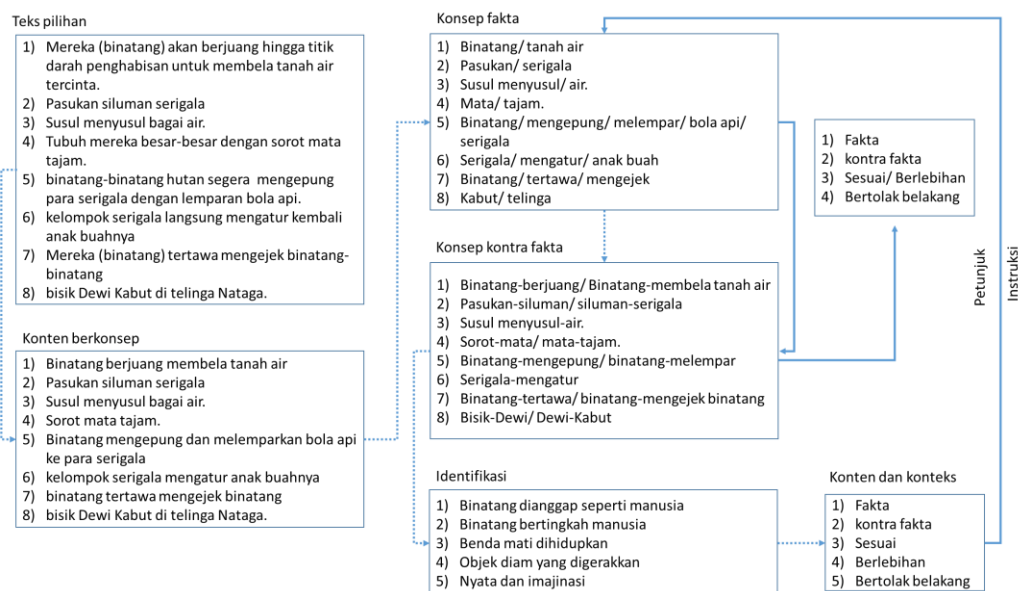 Teks pilihan
1) Mereka (binatang) akan berjuang hingga titik
darah penghabisan untuk membela tanah air
tercinta.
2) Pasukan siluman serigala
3) Susul menyusul bagai air.
4) Tubuh mereka besar-besar dengan sorot mata
tajam.
5) binatang-binatang hutan segera mengepung
para serigala dengan lemparan bola api.
6) kelompok serigala langsung mengatur kembali
anak buahnya
7) Mereka (binatang) tertawa mengejek binatang-
binatang
8) bisik Dewi Kabut di telinga Nataga.
Konten berkonsep
1) Binatang berjuang membela tanah air
2) Pasukan siluman serigala
3) Susul menyusul bagai air.
4) Sorot mata tajam.
5) Binatang mengepung dan melemparkan bola api
ke para serigala
6) kelompok serigala mengatur anak buahnya
7) binatang tertawa mengejek binatang
8) bisik Dewi Kabut di telinga Nataga.
Konsep fakta
1) Binatang/ tanah air
2) Pasukan/ serigala
3) Susul menyusul/ air.
4) Mata/ tajam.
5) Binatang/ mengepung/ melempar/ bola api/
serigala
6) Serigala/ mengatur/ anak buah
7) Binatang/ tertawa/ mengejek
8) Kabut/ telinga
Konsep kontra fakta
1) Binatang-berjuang/ Binatang-membela tanah air
2) Pasukan-siluman/ siluman-serigala
3) Susul menyusul-air.
4) Sorot-mata/ mata-tajam.
5) Binatang-mengepung/ binatang-melempar
6) Serigala-mengatur
7) Binatang-tertawa/ binatang-mengejek binatang
8) Bisik-Dewi/ Dewi-Kabut
Identifikasi
1) Binatang dianggap seperti manusia
2) Binatang bertingkah manusia
3) Benda mati dihidupkan
4) Objek diam yang digerakkan
5) Nyata dan imajinasi
1) Fakta
2) kontra fakta
3) Sesuai/ Berlebihan
4) Bertolak belakang
Petunjuk
Instruksi
Konten dan konteks
1) Fakta
2) kontra fakta
3) Sesuai
4) Berlebihan
5) Bertolak belakang